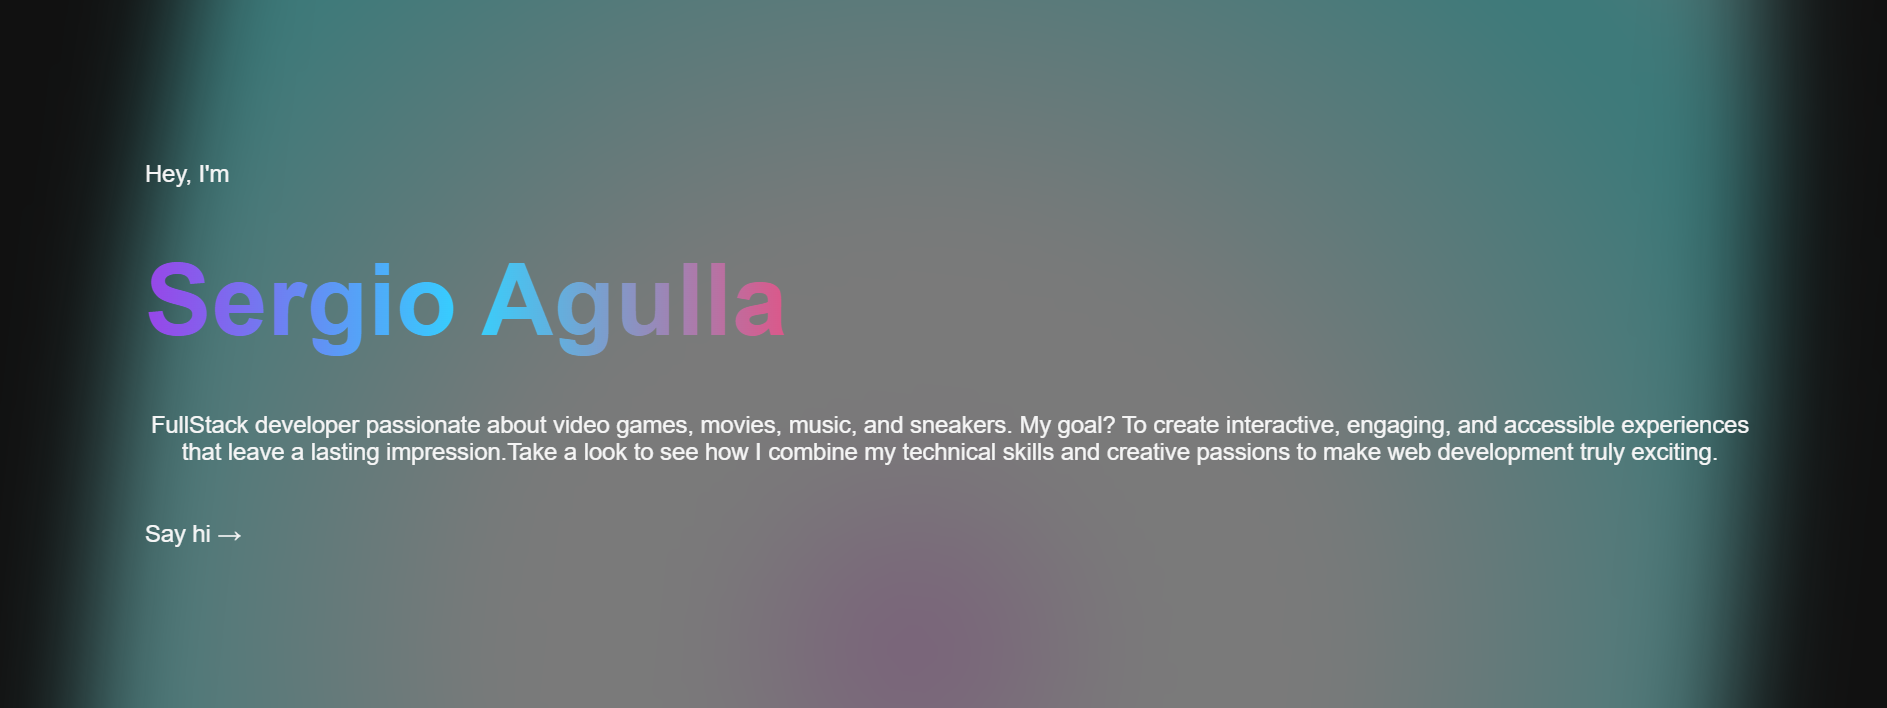 Hey, I'm
Sergio Agulla
FullStack developer passionate about video games, movies, music, and sneakers. My goal? To create interactive, engaging, and accessible experiences
that leave a lasting impression.Take a look to see how I combine my technical skills and creative passions to make web development truly exciting.
Say hi →